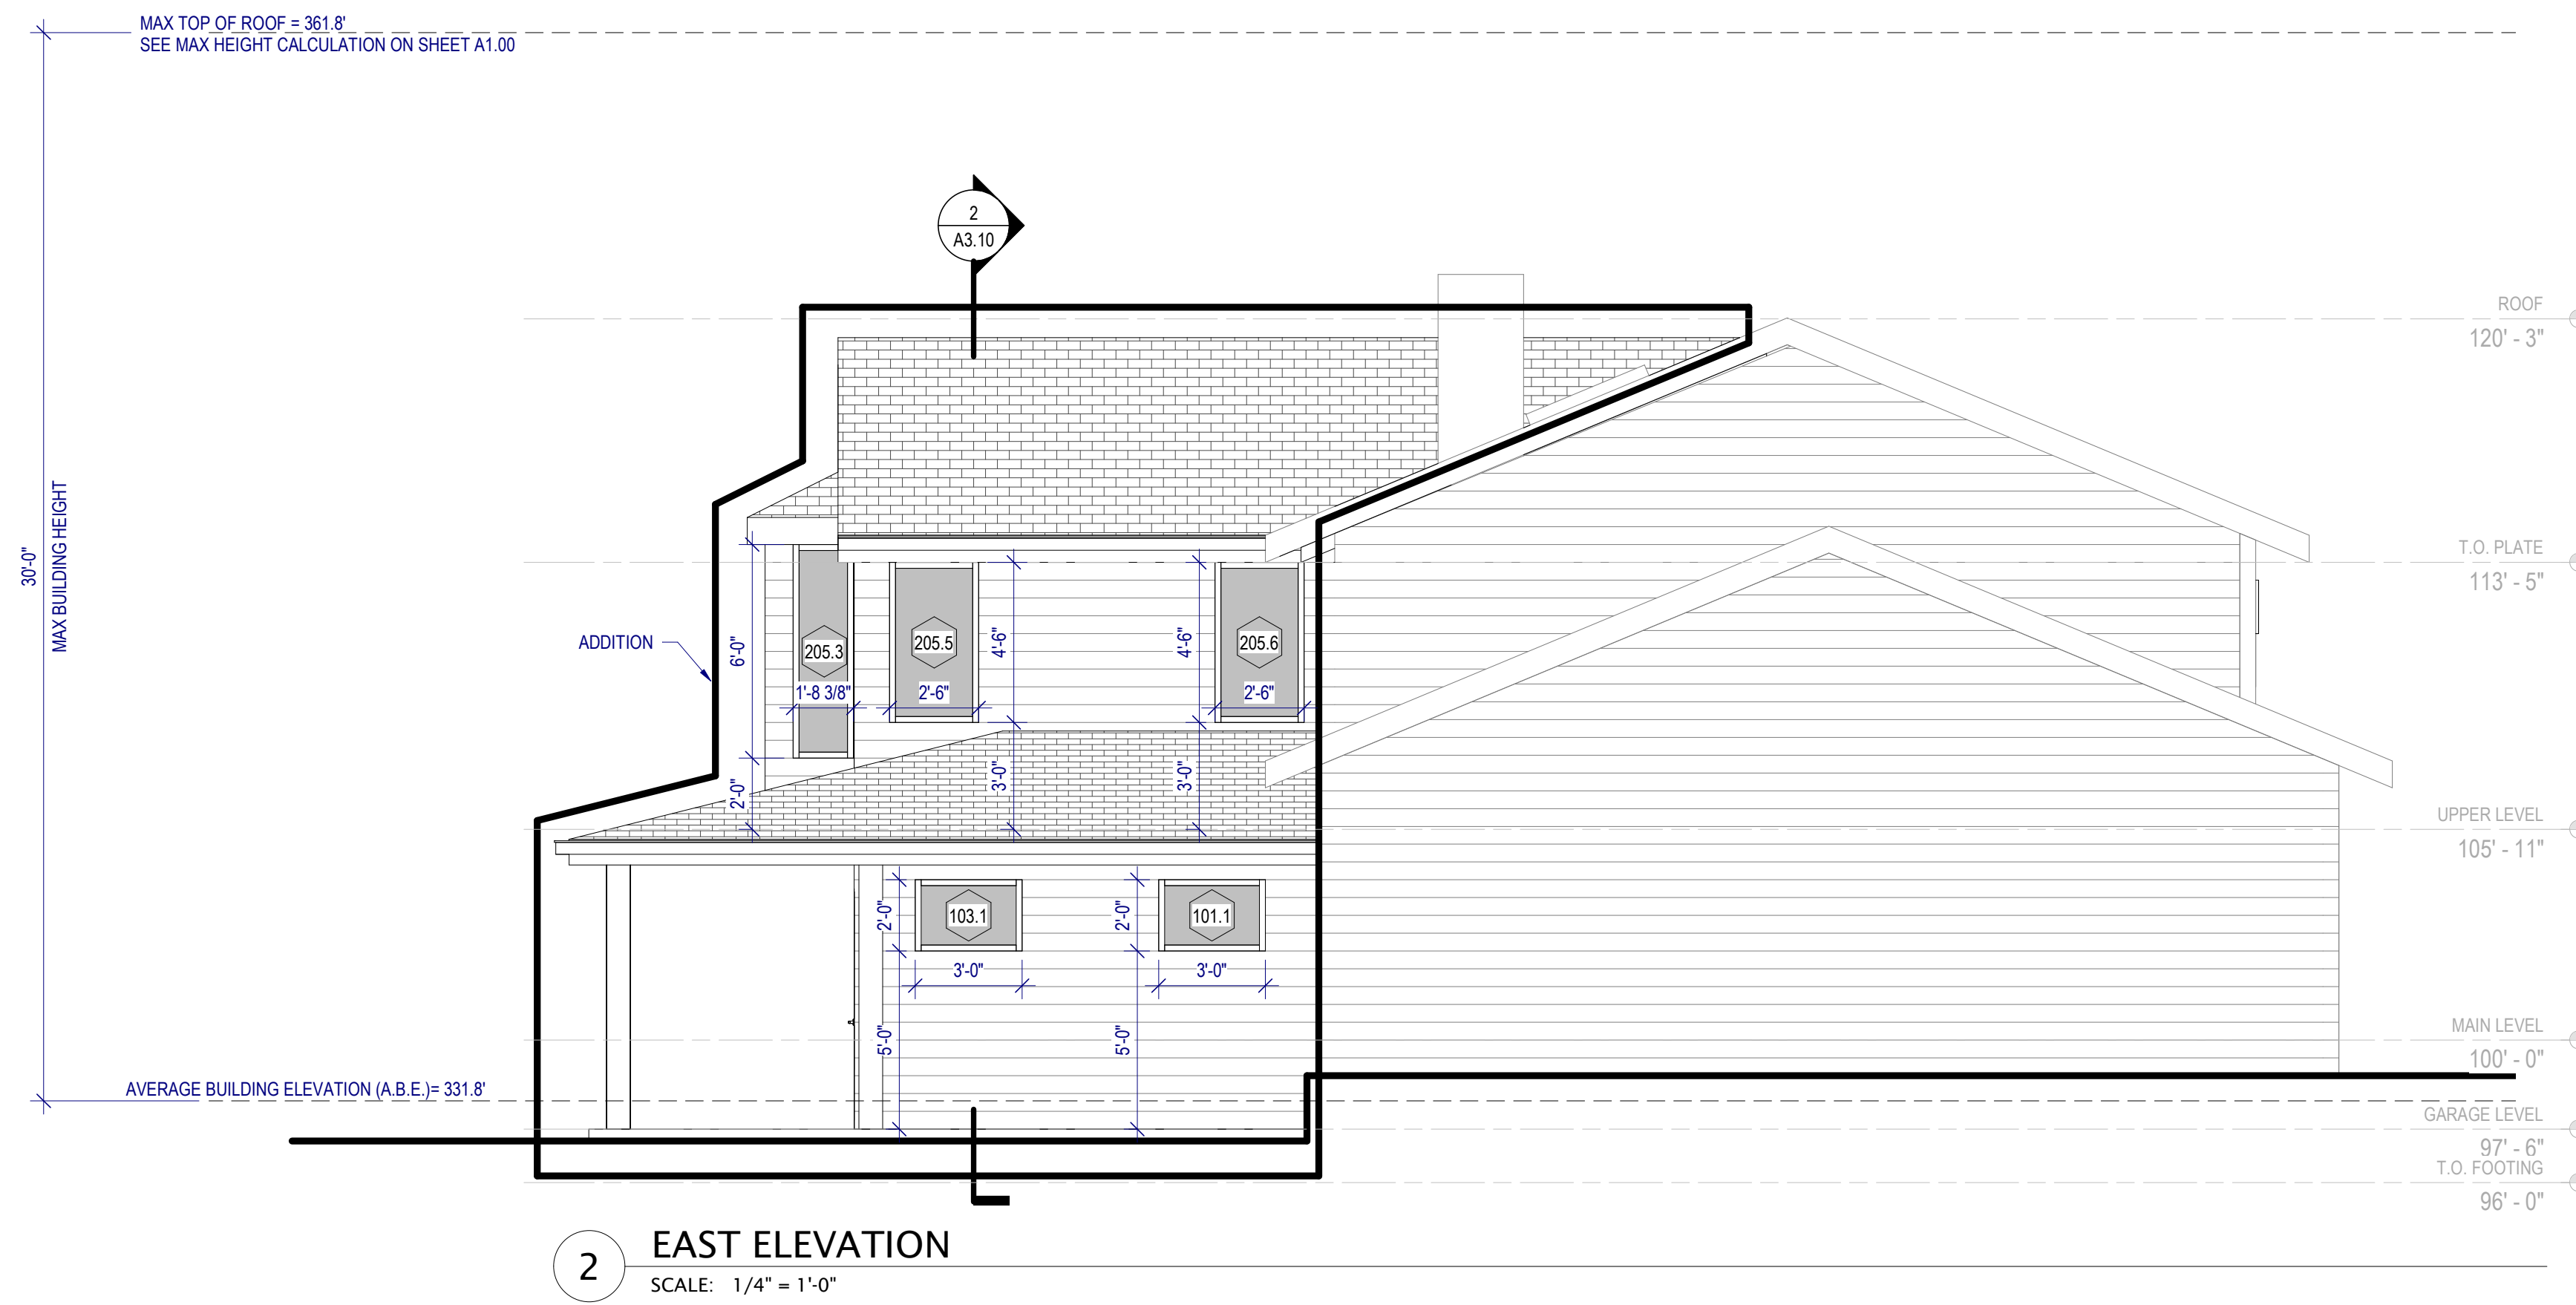 MAX TOP OF ROOF = 361.8'
SEE MAX HEIGHT CALCULATION ON SHEET A1.00
2
A3.10
ROOF
120' - 3"
30'-0"
MAX BUILDING HEIGHT
T.O. PLATE
113' - 5"
ADDITION
6'-0"
205.3
205.5
4'-6"
4'-6"
205.6
1'-8 3/8"
2'-6"
2'-6"
2'-0"
3'-0"
3'-0"
UPPER LEVEL
105' - 11"
2'-0"
103.1
2'-0"
101.1
3'-0"
3'-0"
5'-0"
5'-0"
MAIN LEVEL
100' - 0"
AVERAGE BUILDING ELEVATION (A.B.E.)= 331.8'
GARAGE LEVEL
97' - 6"
T.O. FOOTING
96' - 0"
2
EAST ELEVATION
SCALE: 1/4" = 1'-0"